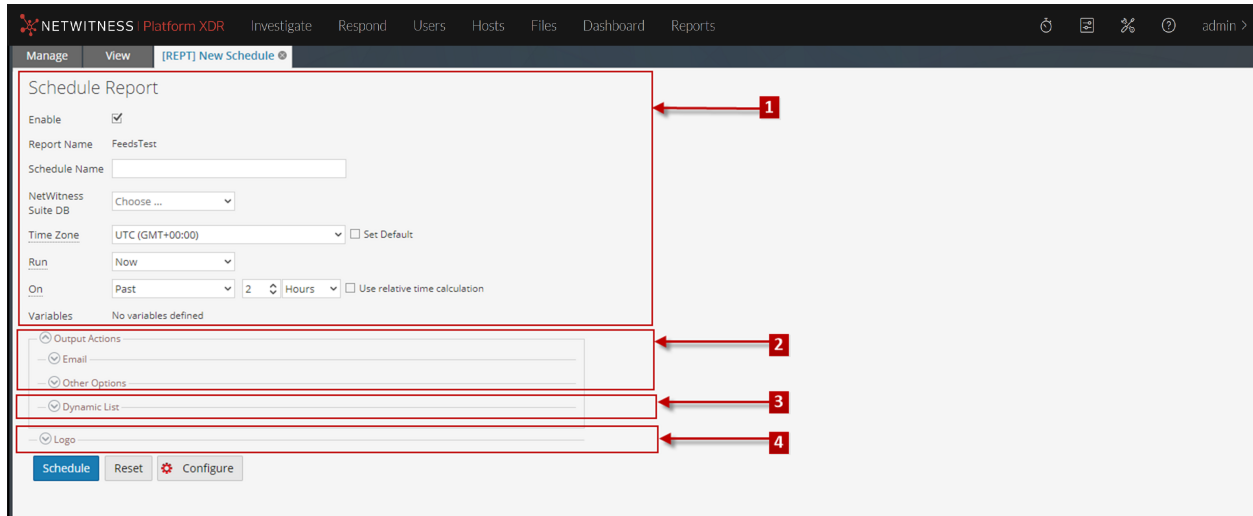 NETWITNESS | Platform XDR Investigate Respond Users Hosts Files Dashboard Reports admin >
Manage View [REPT] New Schedule
Schedule Report
1
Enable
Report Name FeedsTest
Schedule Name
NetWitness Suite DB Choose ...
Time Zone UTC (GMT+00:00) Set Default
Run Now
On Past 2 Hours Use relative time calculation
Variables No variables defined
Output Actions
2
Email
Other Options
Dynamic List
3
Logo
4
Schedule Reset Configure